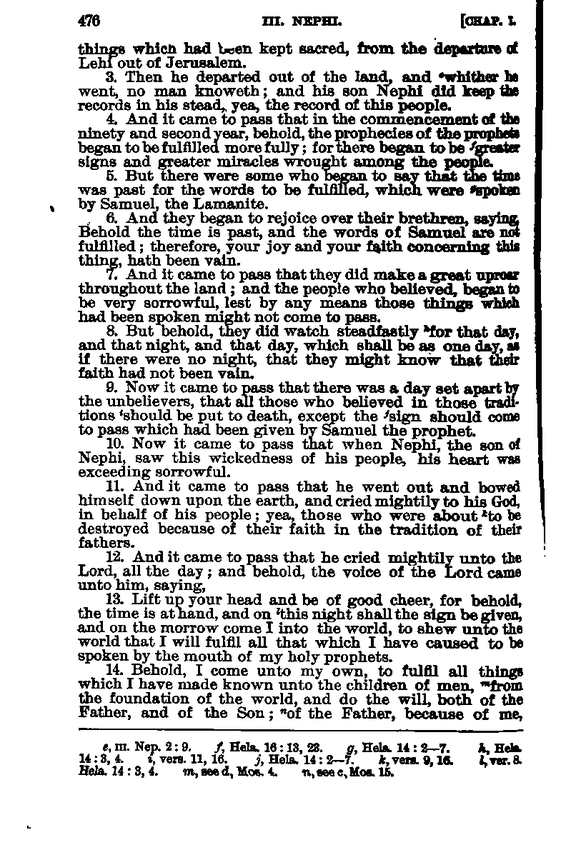 476 III. NEPHI. [CHAP. I.
things which had been kept sacred, from the departure of
Lehi out of Jerusalem.
3. Then he departed out of the land, and ᵉwhither he
went, no man knoweth; and his son Nephi did keep the
records in his stead, yea, the record of this people.
4. And it came to pass that in the commencement of the
ninety and second year, behold, the prophecies of the prophets
began to be fulfilled more fully; for there began to be ᶠgreater
signs and greater miracles wrought among the people.
5. But there were some who began to say that the time
was past for the words to be fulfilled, which were ᵍspoken
by Samuel, the Lamanite.
6. And they began to rejoice over their brethren, saying,
Behold the time is past, and the words of Samuel are not
fulfilled; therefore, your joy and your faith concerning this
thing, hath been vain.
7. And it came to pass that they did make a great uproar
throughout the land; and the people who believed, began to
be very sorrowful, lest by any means those things which
had been spoken might not come to pass.
8. But behold, they did watch steadfastly ʰfor that day,
and that night, and that day, which shall be as one day, as
if there were no night, that they might know that their
faith had not been vain.
9. Now it came to pass that there was a day set apart by
the unbelievers, that all those who believed in those tradi-
tions ⁱshould be put to death, except the ʲsign should come
to pass which had been given by Samuel the prophet.
10. Now it came to pass that when Nephi, the son of
Nephi, saw this wickedness of his people, his heart was
exceeding sorrowful.
11. And it came to pass that he went out and bowed
himself down upon the earth, and cried mightily to his God,
in behalf of his people; yea, those who were about ᵏto be
destroyed because of their faith in the tradition of their
fathers.
12. And it came to pass that he cried mightily unto the
Lord, all the day; and behold, the voice of the Lord came
unto him, saying,
13. Lift up your head and be of good cheer, for behold,
the time is at hand, and on ˡthis night shall the sign be given,
and on the morrow come I into the world, to shew unto the
world that I will fulfil all that which I have caused to be
spoken by the mouth of my holy prophets.
14. Behold, I come unto my own, to fulfil all things
which I have made known unto the children of men, ᵐfrom
the foundation of the world, and do the will, both of the
Father, and of the Son; ⁿof the Father, because of me,
e, III. Nep. 2:9. f, Hela. 16:13, 23. g, Hela. 14:2—7. h, Hela.
14:3, 4. i, vers. 11, 16. j, Hela. 14:2—7. k, vers. 9, 16. l, ver. 8.
Hela. 14:3, 4. m, see d, Mos. 4. n, see c, Mos. 15.